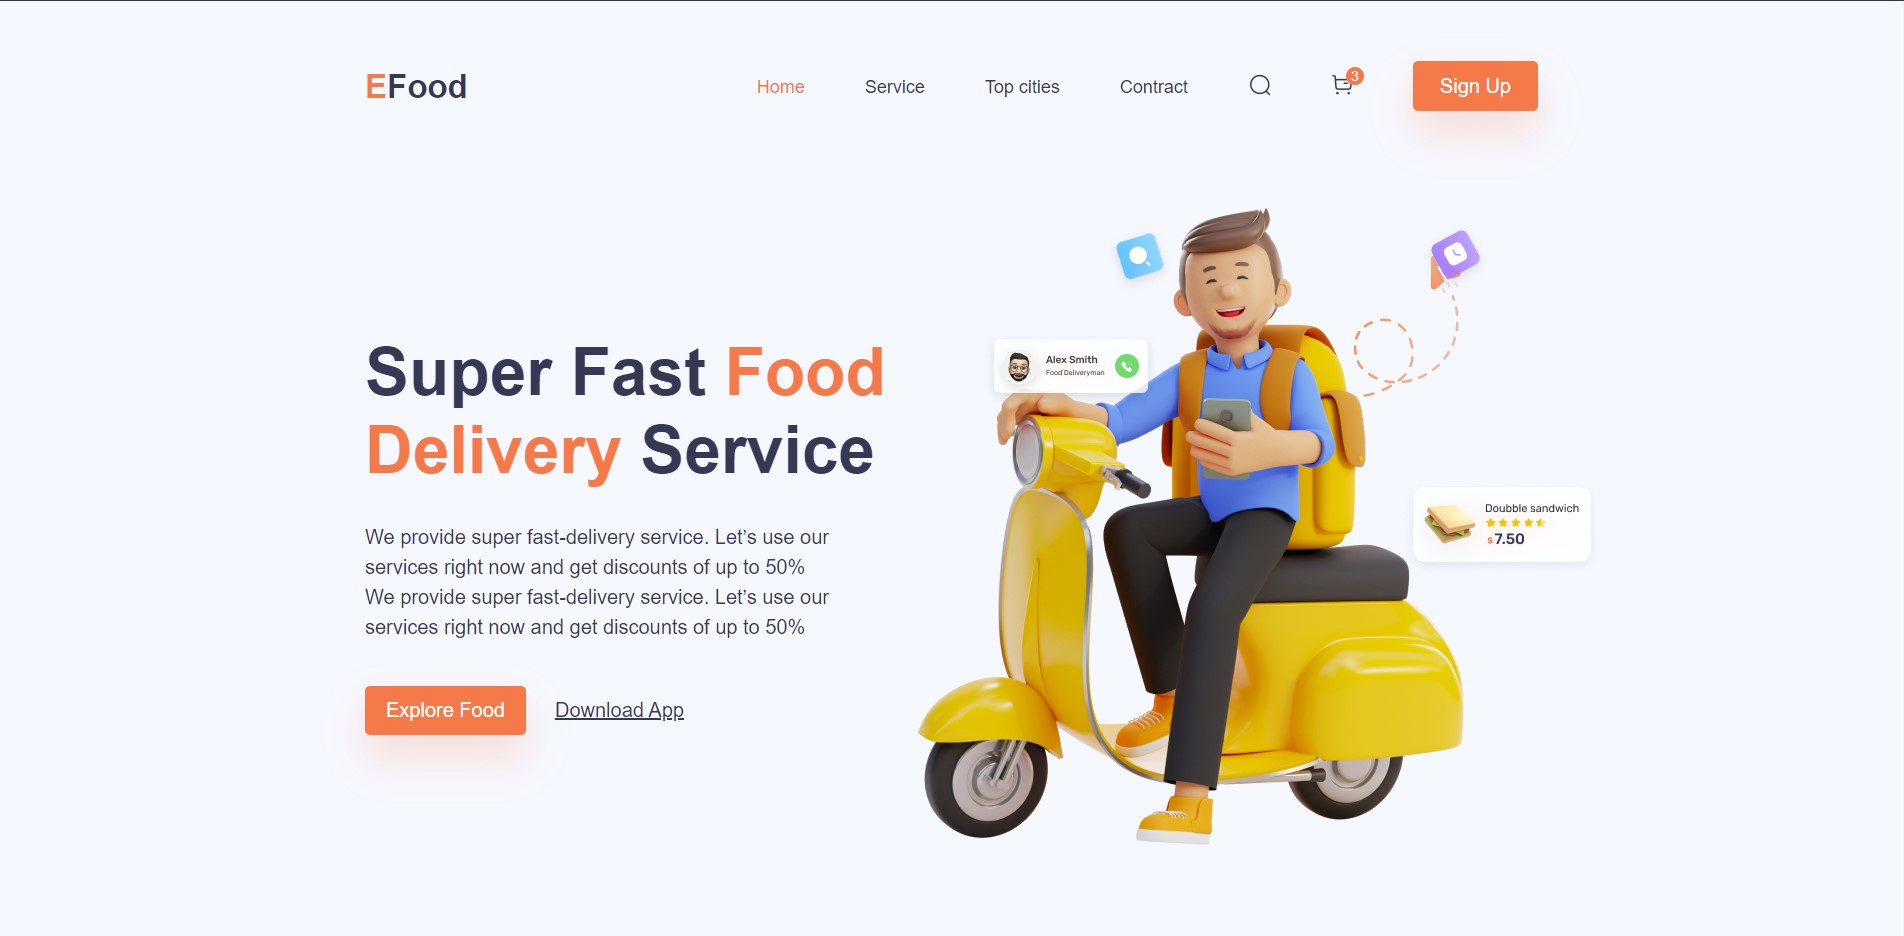 EFood
Home
Service
Top cities
Contract
3
Sign Up
Super Fast Food
Delivery Service
We provide super fast-delivery service. Let’s use our
services right now and get discounts of up to 50%
We provide super fast-delivery service. Let’s use our
services right now and get discounts of up to 50%
Explore Food
Download App
Alex Smith
Food Deliveryman
Doubble sandwich
$7.50